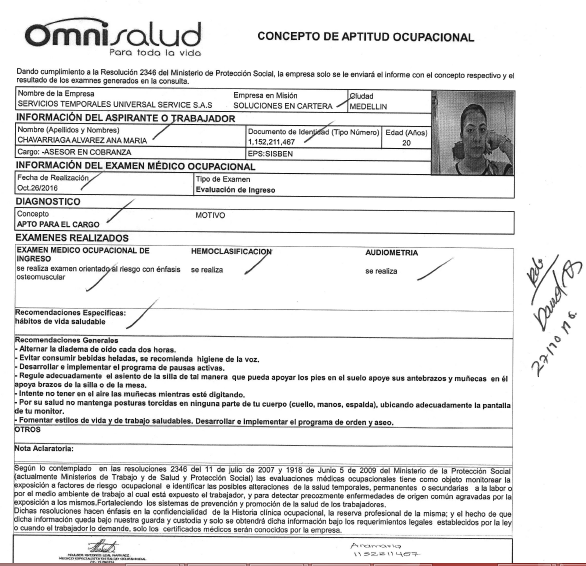 Omnisalud
Para toda la vida
CONCEPTO DE APTITUD OCUPACIONAL
Dando cumplimiento a la Resolución 2346 del Ministerio de Protección Social, la empresa solo se le enviará el informe con el concepto respectivo y el
resultado de los examnes generados en la consulta.
Nombre de la Empresa Empresa en Misión Ciudad
SERVICIOS TEMPORALES UNIVERSAL SERVICE S.A.S SOLUCIONES EN CARTERA MEDELLIN
INFORMACIÓN DEL ASPIRANTE O TRABAJADOR
Nombre (Apellidos y Nombres) Documento de Identidad (Tipo Número) Edad (Años)
CHAVARRIAGA ALVAREZ ANA MARIA 1,152,211,467 20
Cargo: -ASESOR EN COBRANZA EPS:SISBEN
INFORMACIÓN DEL EXAMEN MÉDICO OCUPACIONAL
Fecha de Realización Tipo de Examen
Oct.26/2016 Evaluación de Ingreso
DIAGNOSTICO
Concepto MOTIVO
APTO PARA EL CARGO
EXAMENES REALIZADOS
EXAMEN MEDICO OCUPACIONAL DE INGRESO HEMOCLASIFICACION AUDIOMETRIA
se realiza examen orientado al riesgo con énfasis osteomuscular se realiza se realiza
Recomendaciones Especificas:
hábitos de vida saludable
Recomendaciones Generales
- Alternar la diadema de oído cada dos horas.
- Evitar consumir bebidas heladas, se recomienda higiene de la voz.
- Desarrollar e implementar el programa de pausas activas.
- Regule adecuadamente el asiento de la silla de tal manera que pueda apoyar los pies en el suelo apoye sus antebrazos y muñecas en él
apoya brazos de la silla o de la mesa.
- Intente no tener en el aire las muñecas mientras esté digitando.
- Por su salud no mantenga posturas torcidas en ninguna parte de tu cuerpo (cuello, manos, espalda), ubicando adecuadamente la pantalla
de tu monitor.
- Fomentar estilos de vida y de trabajo saludables. Desarrollar e Implementar el programa de orden y aseo.
OTROS
Nota Aclaratoria:
Según lo contemplado en las resoluciones 2346 del 11 de julio de 2007 y 1918 de Junio 5 de 2009 del Ministerio de la Protección Social
(actualmente Ministerios de Trabajo y de Salud y Protección Social) las evaluaciones médicas ocupacionales tiene como objeto monitorear la
exposición a factores de riesgo ocupacional e identificar las posibles alteraciones de la salud temporales, permanentes o secundarias a la labor o
por el medio ambiente de trabajo al cual está expuesto el trabajador, y para detectar precozmente enfermedades de origen común agravadas por la
exposición a los mismos.Fortaleciendo los sistemas de prevención y promoción de la salud de los trabajadores.
Dichas resoluciones hacen énfasis en la confidencialidad de la Historia clínica ocupacional, la reserva profesional de la misma; y el hecho de que
dicha información queda bajo nuestra guarda y custodia y solo se obtendrá dicha información bajo los requerimientos legales establecidos por la ley
o cuando el trabajador lo demande, solo los certificados médicos serán conocidos por la empresa.
1152211467